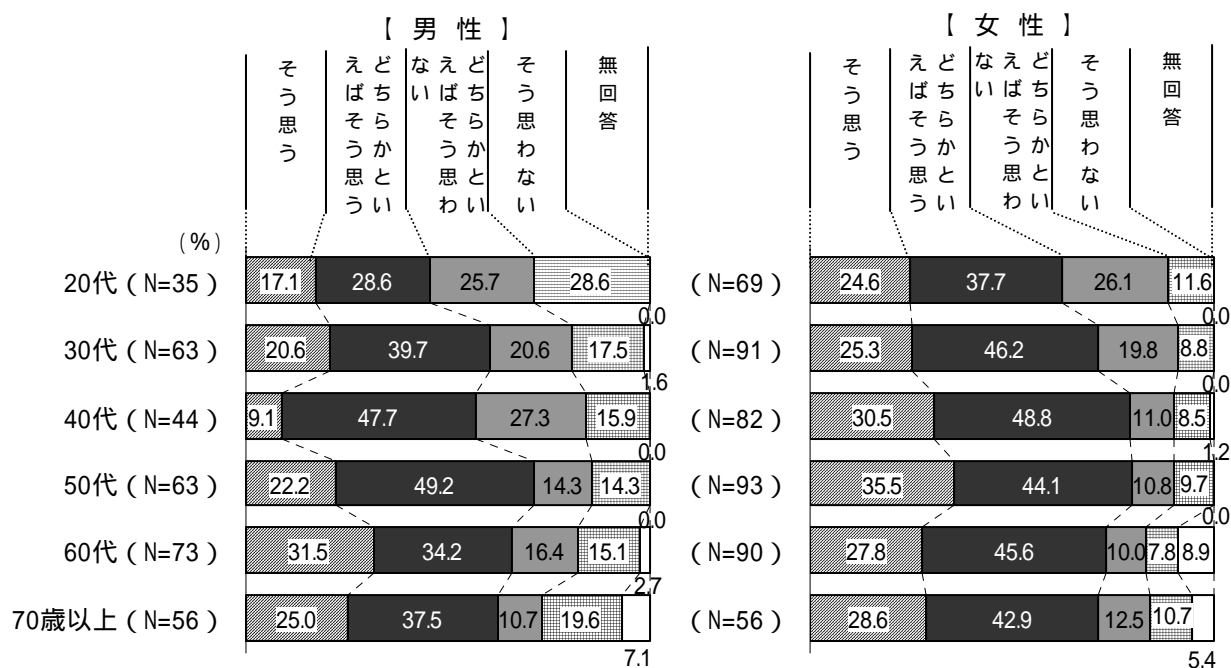 【 男 性 】
【 女 性 】
そう思う
どちらかとい
えばそう思う
どちらかとい
えばそう思わ
ない
そう思わない
無回答
そう思う
どちらかとい
えばそう思う
どちらかとい
えばそう思わ
ない
そう思わない
無回答
(%)
20代(N=35) 17.1 28.6 25.7 28.6 0.0
(N=69) 24.6 37.7 26.1 11.6 0.0
30代(N=63) 20.6 39.7 20.6 17.5 1.6
(N=91) 25.3 46.2 19.8 8.8 0.0
40代(N=44) 9.1 47.7 27.3 15.9 0.0
(N=82) 30.5 48.8 11.0 8.5 1.2
50代(N=63) 22.2 49.2 14.3 14.3 0.0
(N=93) 35.5 44.1 10.8 9.7 0.0
60代(N=73) 31.5 34.2 16.4 15.1 2.7
(N=90) 27.8 45.6 10.0 7.8 8.9
70歳以上(N=56) 25.0 37.5 10.7 19.6 7.1
(N=56) 28.6 42.9 12.5 10.7 5.4